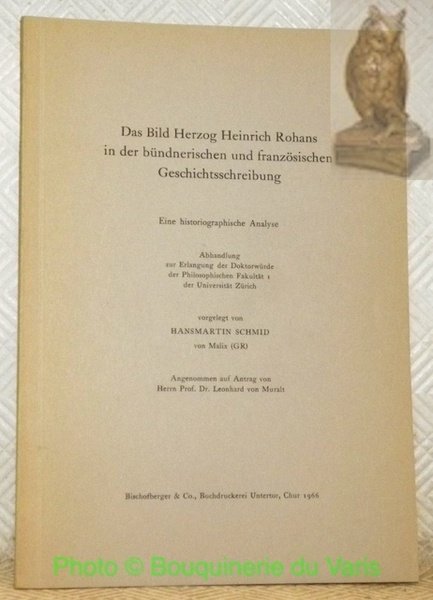 Das Bild Herzog Heinrich Rohans
in der bündnerischen und französischen
Geschichtsschreibung
Eine historiographische Analyse
Abhandlung
zur Erlangung der Doktorwürde
der Philosophischen Fakultät I
der Universität Zürich
vorgelegt von
HANSMARTIN SCHMID
von Malix (GR)
Angenommen auf Antrag von
Herrn Prof. Dr. Leonhard von Muralt
Bischofberger & Co., Buchdruckerei Untertor, Chur 1966
Photo © Bouquinerie du Varis